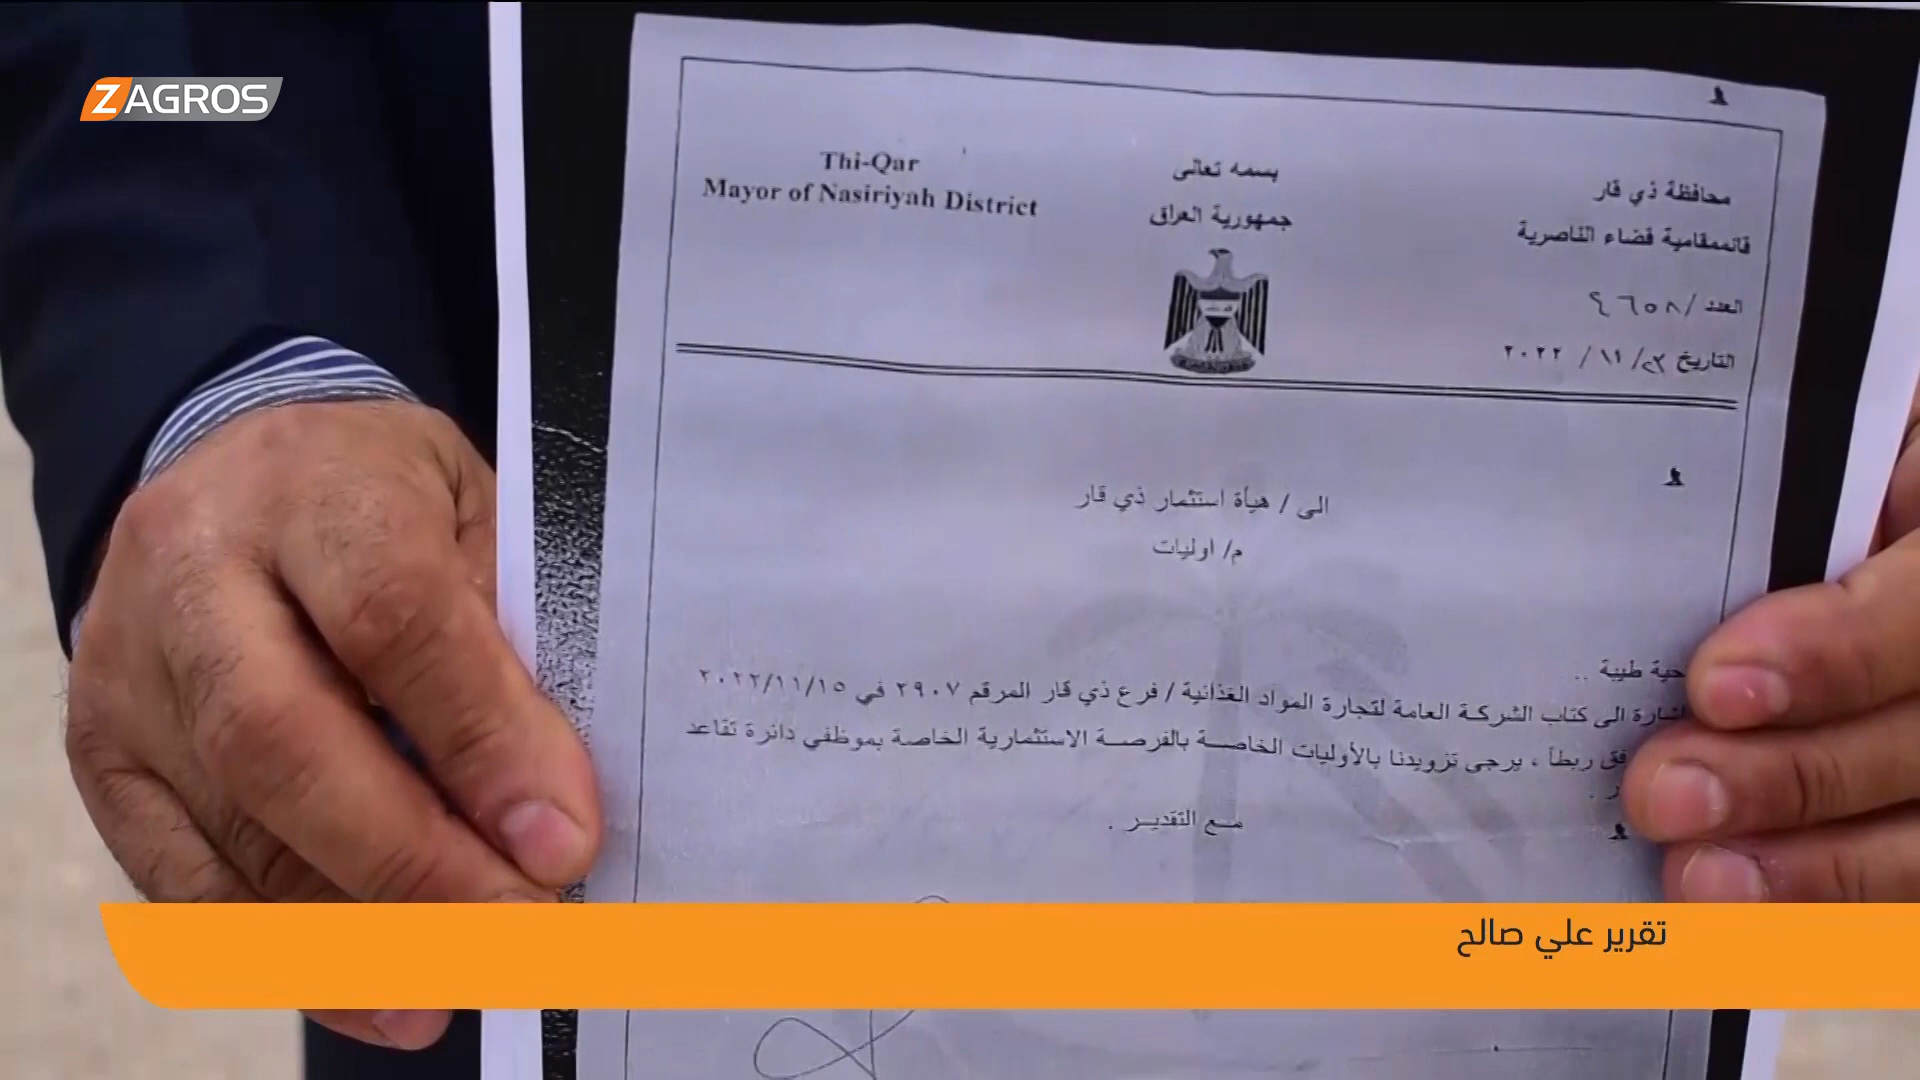 ZAGROS
Thi-Qar
Mayor of Nasiriyah District
بسمه تعالى
جمهورية العراق
محافظة ذي قار
قائممقامية قضاء الناصرية
العدد / ٤٦٥٨
التاريخ / ١١ / ٢٠٢٢
الى / هيأة استثمار ذي قار
م/ اوليات
تحية طيبة ..
اشارة الى كتاب الشركة العامة لتجارة المواد الغذائية / فرع ذي قار المرقم ٢٩٠٧ في ٢٠٢٢/١١/١٥
ربطاً ، يرجى تزويدنا بالأوليات الخاصة بالفرصة الاستثمارية الخاصة بموظفي دائرة تقاعد
مع التقدير .
تقرير علي صالح